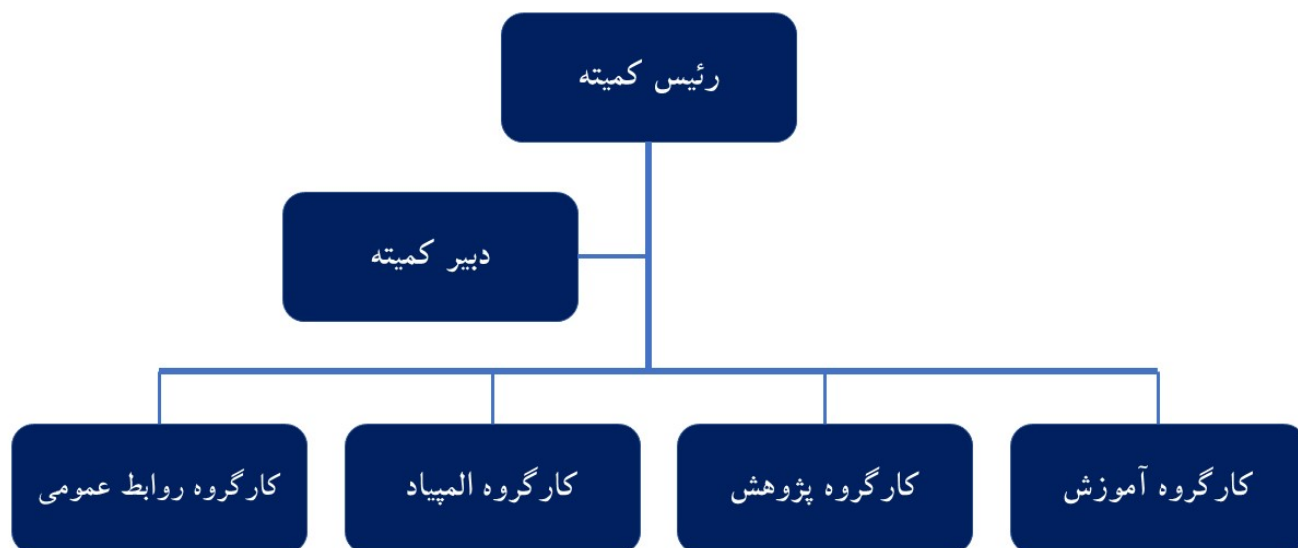 رئیس کمیته
دبیر کمیته
کارگروه آموزش
کارگروه پژوهش
کارگروه المپیاد
کارگروه روابط عمومی